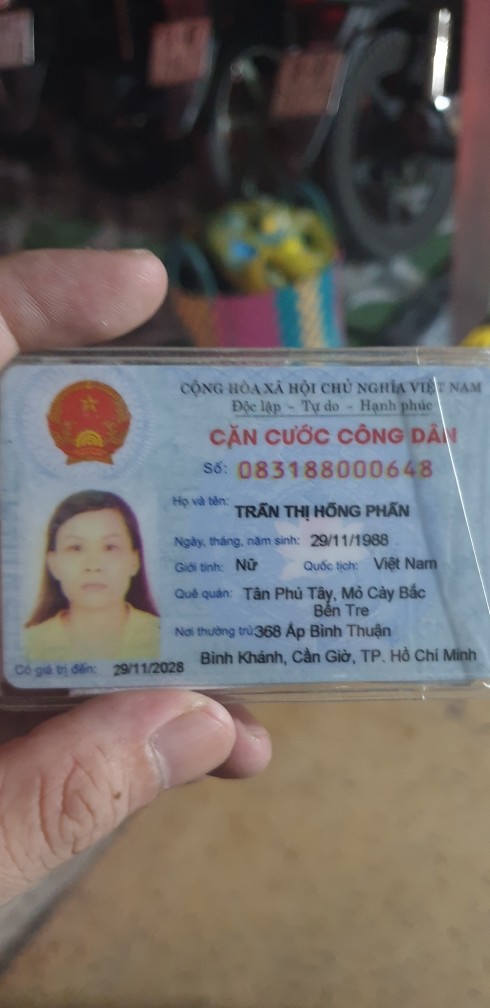 CỘNG HÒA XÃ HỘI CHỦ NGHĨA VIỆT NAM
Độc lập - Tự do - Hạnh phúc
CĂN CƯỚC CÔNG DÂN
Số: 083188000648
Họ và tên: TRẦN THỊ HỒNG PHẤN
Ngày, tháng, năm sinh: 29/11/1988
Giới tính: Nữ Quốc tịch: Việt Nam
Quê quán: Tân Phú Tây, Mỏ Cày Bắc
Bến Tre
Nơi thường trú: 368 Ấp Bình Thuận
Bình Khánh, Cần Giờ, TP. Hồ Chí Minh
Có giá trị đến: 29/11/2028